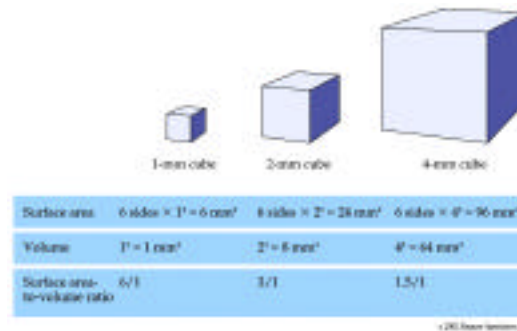 1-mm cube 2-mm cube 4-mm cube
Surface area 6 sides × 1² = 6 mm² 6 sides × 2² = 24 mm² 6 sides × 4² = 96 mm²
Volume 1³ = 1 mm³ 2³ = 8 mm³ 4³ = 64 mm³
Surface area- 6/1 3/1 1.5/1
to-volume ratio